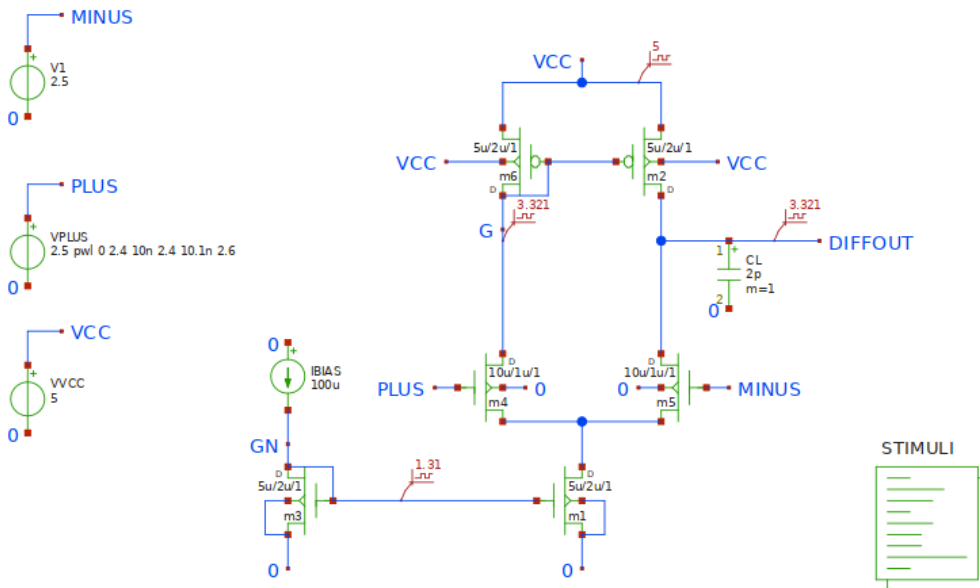 MINUS
+
V1
2.5
0
PLUS
+
VPLUS
2.5 pwl 0 2.4 10n 2.4 10.1n 2.6
0
VCC
+
VVCC
5
0
VCC
5
5u/2u/1
VCC
m6
D
5u/2u/1
VCC
m2
D
3.321
G
3.321
DIFFOUT
1
+
CL
2p
m=1
2
0
0
+
IBIAS
100u
GN
D
5u/2u/1
m3
0
1.31
D
10u/1u/1
PLUS
0
m4
D
10u/1u/1
0
MINUS
m5
D
5u/2u/1
m1
0
STIMULI